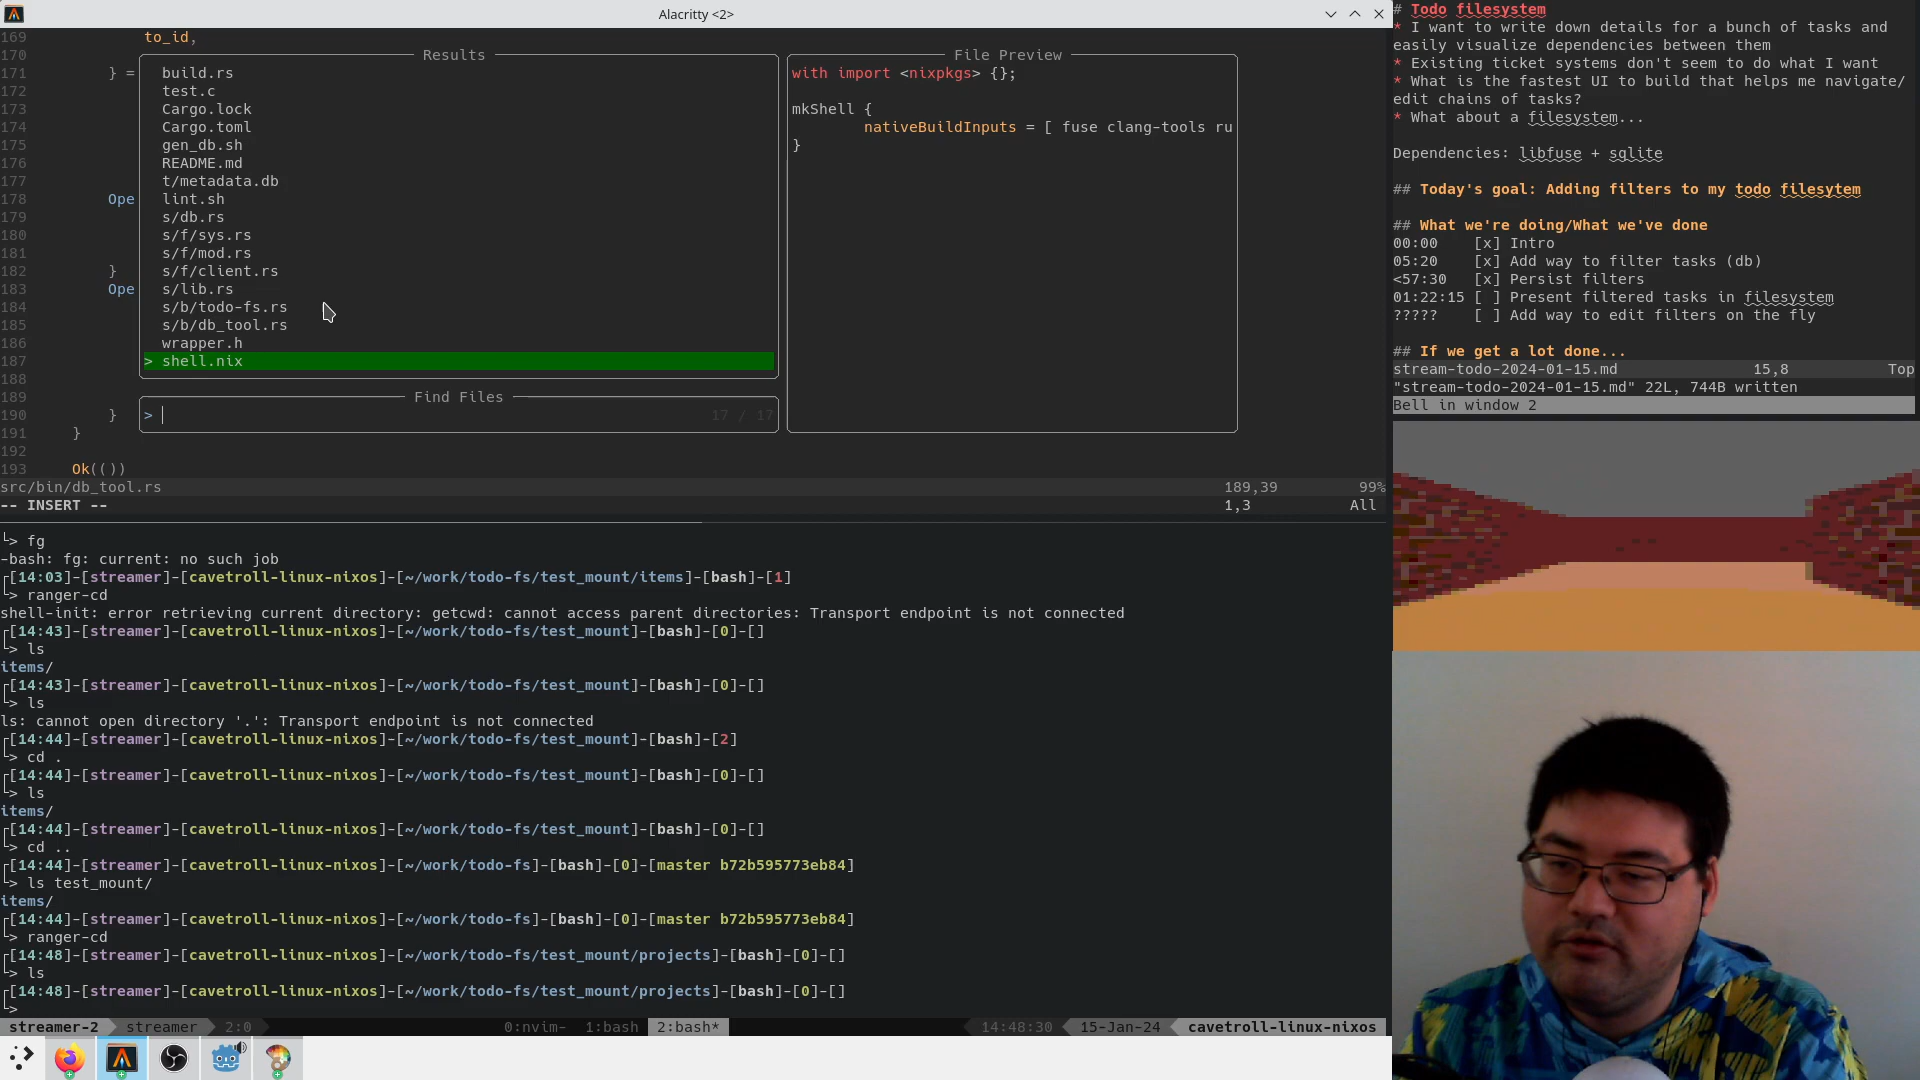 Alacritty <2>
169 to_id,
170
171 } =
172
173
174
175
176
177
178 Ope
179
180
181
182 }
183 Ope
184
185
186
187
188
189
190 }
191 }
192
193 Ok(())
Results
build.rs
test.c
Cargo.lock
Cargo.toml
gen_db.sh
README.md
t/metadata.db
lint.sh
s/db.rs
s/f/sys.rs
s/f/mod.rs
s/f/client.rs
s/lib.rs
s/b/todo-fs.rs
s/b/db_tool.rs
wrapper.h
> shell.nix
Find Files
> 17 / 17
File Preview
with import <nixpkgs> {};
mkShell {
nativeBuildInputs = [ fuse clang-tools ru
}
src/bin/db_tool.rs 189,39 99%
-- INSERT -- 1,3 All
└> fg
-bash: fg: current: no such job
┌[14:03]-[streamer]-[cavetroll-linux-nixos]-[~/work/todo-fs/test_mount/items]-[bash]-[1]
└> ranger-cd
shell-init: error retrieving current directory: getcwd: cannot access parent directories: Transport endpoint is not connected
┌[14:43]-[streamer]-[cavetroll-linux-nixos]-[~/work/todo-fs/test_mount]-[bash]-[0]-[]
└> ls
items/
┌[14:43]-[streamer]-[cavetroll-linux-nixos]-[~/work/todo-fs/test_mount]-[bash]-[0]-[]
└> ls
ls: cannot open directory '.': Transport endpoint is not connected
┌[14:44]-[streamer]-[cavetroll-linux-nixos]-[~/work/todo-fs/test_mount]-[bash]-[2]
└> cd .
┌[14:44]-[streamer]-[cavetroll-linux-nixos]-[~/work/todo-fs/test_mount]-[bash]-[0]-[]
└> ls
items/
┌[14:44]-[streamer]-[cavetroll-linux-nixos]-[~/work/todo-fs/test_mount]-[bash]-[0]-[]
└> cd ..
┌[14:44]-[streamer]-[cavetroll-linux-nixos]-[~/work/todo-fs]-[bash]-[0]-[master b72b595773eb84]
└> ls test_mount/
items/
┌[14:44]-[streamer]-[cavetroll-linux-nixos]-[~/work/todo-fs]-[bash]-[0]-[master b72b595773eb84]
└> ranger-cd
┌[14:48]-[streamer]-[cavetroll-linux-nixos]-[~/work/todo-fs/test_mount/projects]-[bash]-[0]-[]
└> ls
┌[14:48]-[streamer]-[cavetroll-linux-nixos]-[~/work/todo-fs/test_mount/projects]-[bash]-[0]-[]
└>
streamer-2 streamer 2:0 0:nvim- 1:bash 2:bash* 14:48:30 15-Jan-24 cavetroll-linux-nixos
# Todo filesystem
* I want to write down details for a bunch of tasks and
easily visualize dependencies between them
* Existing ticket systems don't seem to do what I want
* What is the fastest UI to build that helps me navigate/
edit chains of tasks?
* What about a filesystem...
Dependencies: libfuse + sqlite
## Today's goal: Adding filters to my todo filesytem
## What we're doing/What we've done
00:00 [x] Intro
05:20 [x] Add way to filter tasks (db)
<57:30 [x] Persist filters
01:22:15 [ ] Present filtered tasks in filesystem
????? [ ] Add way to edit filters on the fly
## If we get a lot done...
stream-todo-2024-01-15.md 15,8 Top
"stream-todo-2024-01-15.md" 22L, 744B written
Bell in window 2